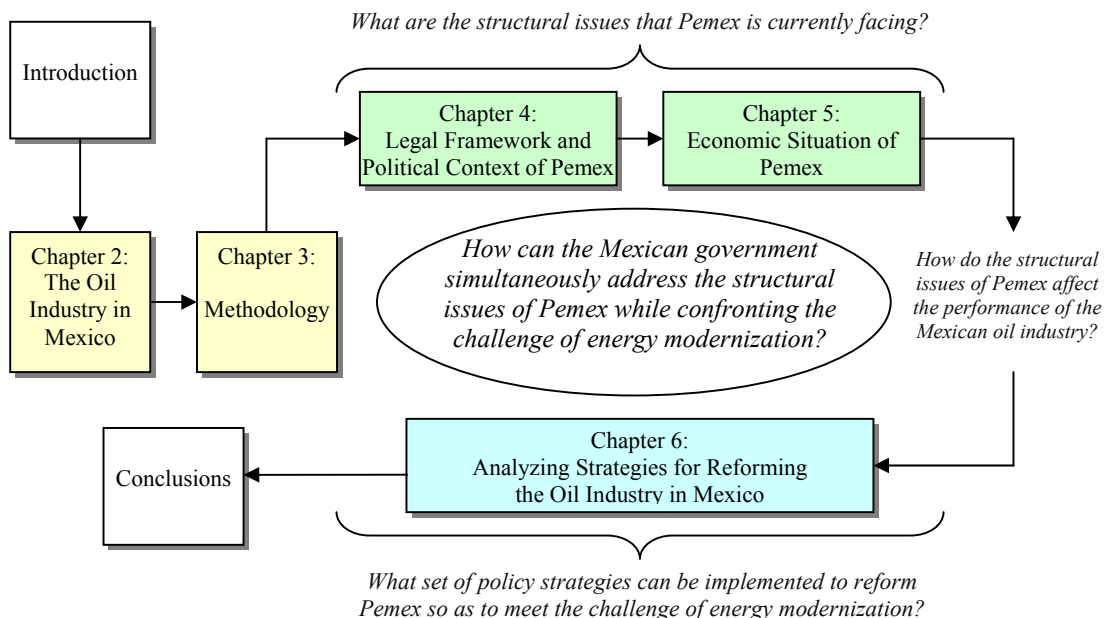 What are the structural issues that Pemex is currently facing?
Introduction
Chapter 4:
Legal Framework and
Political Context of Pemex
Chapter 5:
Economic Situation of
Pemex
Chapter 2:
The Oil
Industry in
Mexico
Chapter 3:
Methodology
How can the Mexican government
simultaneously address the structural
issues of Pemex while confronting the
challenge of energy modernization?
How do the structural
issues of Pemex affect
the performance of the
Mexican oil industry?
Chapter 6:
Analyzing Strategies for Reforming
the Oil Industry in Mexico
Conclusions
What set of policy strategies can be implemented to reform
Pemex so as to meet the challenge of energy modernization?